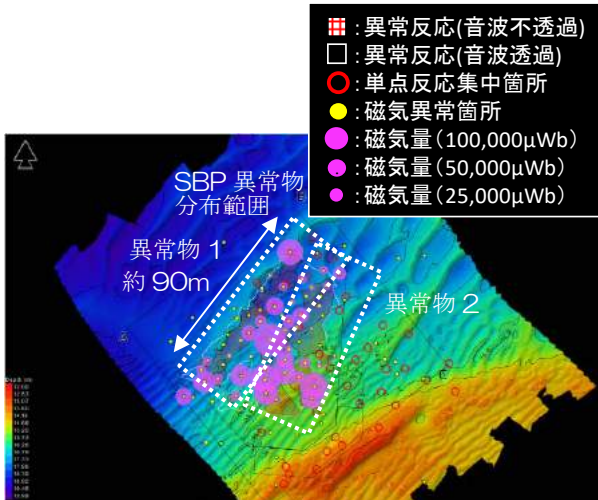 ：異常反応(音波不透過)
：異常反応(音波透過)
：単点反応集中箇所
：磁気異常箇所
：磁気量（100,000μWb）
：磁気量（50,000μWb）
：磁気量（25,000μWb）
SBP 異常物
分布範囲
異常物 1
約 90m
異常物 2